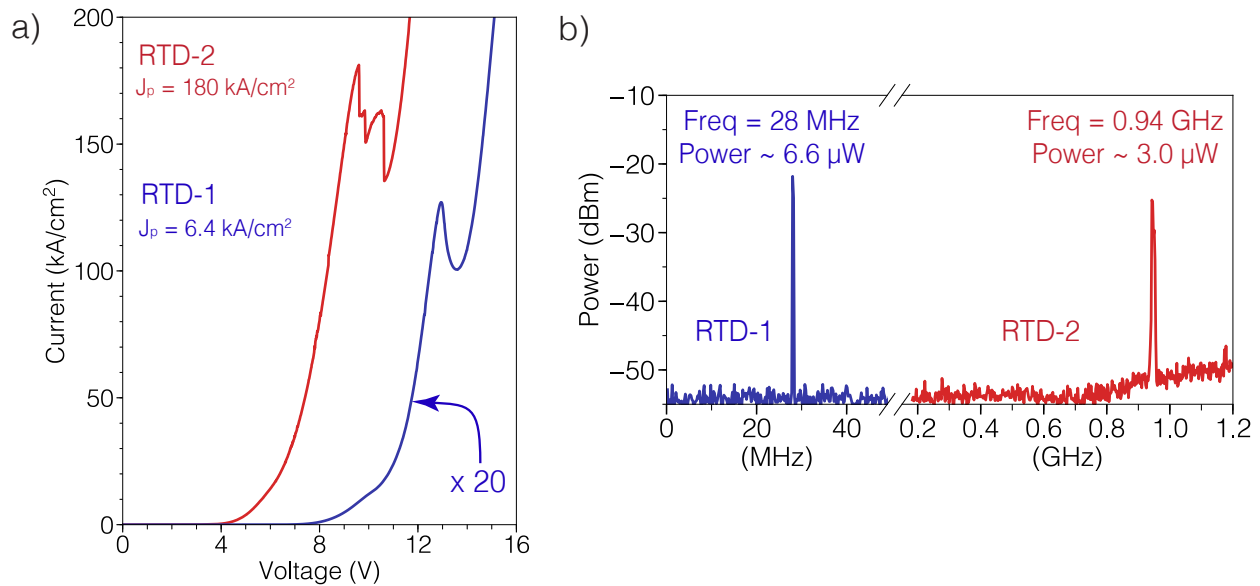 a)
200
150
100
50
0
Current (kA/cm²)
RTD-2
Jₚ = 180 kA/cm²
RTD-1
Jₚ = 6.4 kA/cm²
x 20
0 4 8 12 16
Voltage (V)
b)
−10
−20
−30
−40
−50
Power (dBm)
Freq = 28 MHz
Power ~ 6.6 μW
Freq = 0.94 GHz
Power ~ 3.0 μW
RTD-1
RTD-2
0 20 40 0.2 0.4 0.6 0.8 1.0 1.2
(MHz) (GHz)